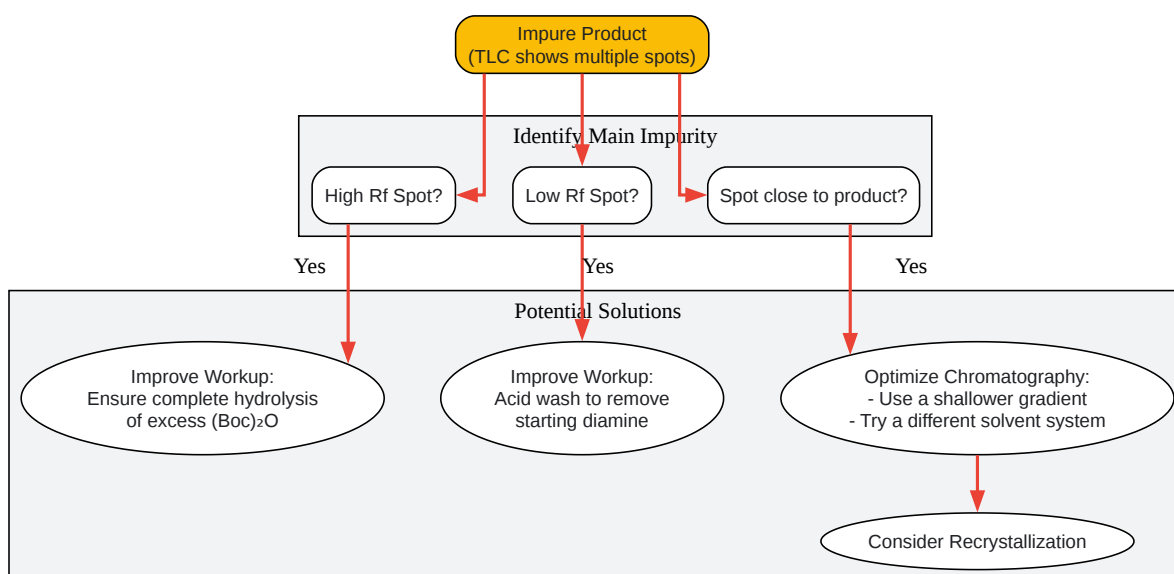 Impure Product
(TLC shows multiple spots)
Identify Main Impurity
High Rf Spot?
Low Rf Spot?
Spot close to product?
Yes
Yes
Yes
Potential Solutions
Improve Workup:
Ensure complete hydrolysis
of excess (Boc)₂O
Improve Workup:
Acid wash to remove
starting diamine
Optimize Chromatography:
- Use a shallower gradient
- Try a different solvent system
Consider Recrystallization